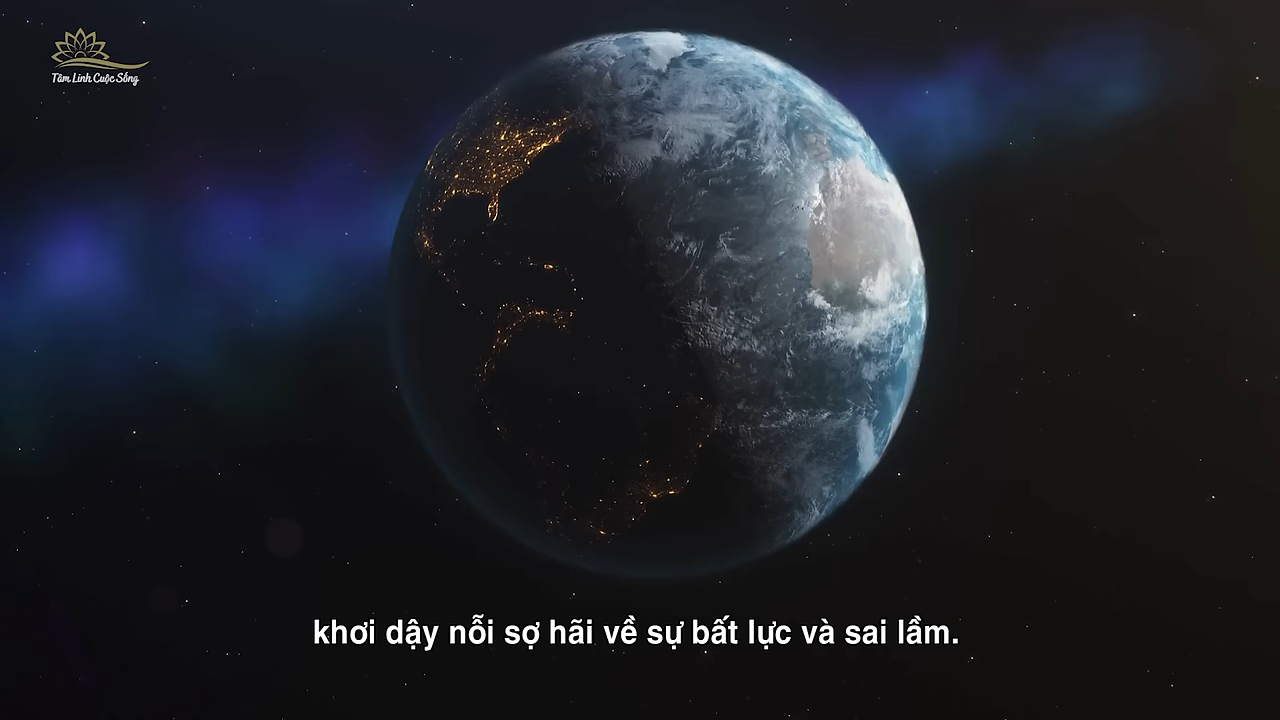 Tâm Linh Cuộc Sống
khơi dậy nỗi sợ hãi về sự bất lực và sai lầm.